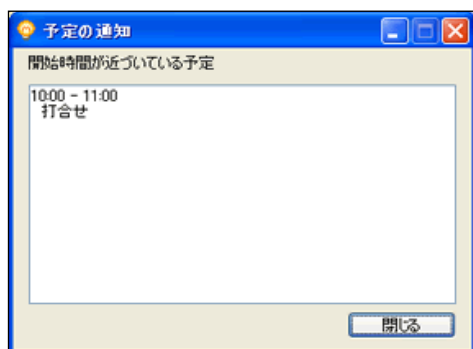 予定の通知
開始時間が近づいている予定
10:00 - 11:00
打合せ
閉じる